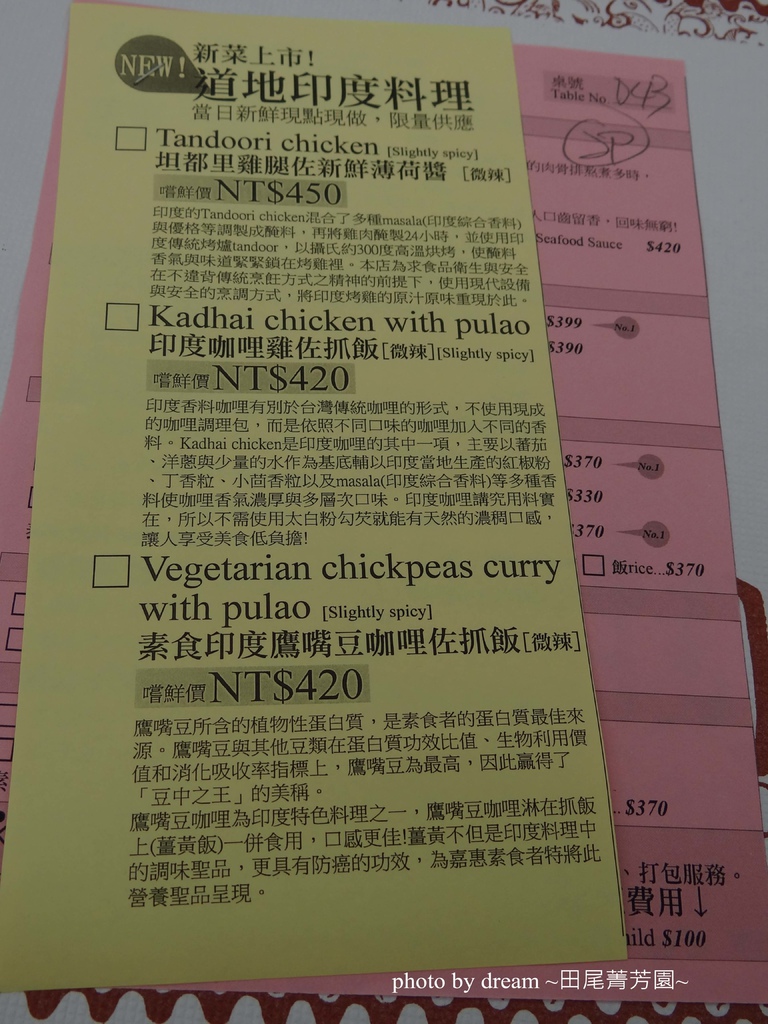 NEW!
新菜上市!
道地印度料理
當日新鮮現點現做，限量供應
Tandoori chicken [Slightly spicy]
坦都里雞腿佐新鮮薄荷醬 [微辣]
嚐鮮價 NT$450
印度的Tandoori chicken混合了多種masala(印度綜合香料)
與優格等調製成醃料，再將雞肉醃製24小時，並使用印
度傳統烤爐tandoor，以攝氏約300度高溫烘烤，使醃料
香氣與味道緊緊鎖在烤雞裡。本店為求食品衛生與安全
在不違背傳統烹飪方式之精神的前提下，使用現代設備
與安全的烹調方式，將印度烤雞的原汁原味重現於此。
Kadhai chicken with pulao
印度咖哩雞佐抓飯[微辣][Slightly spicy]
嚐鮮價 NT$420
印度香料咖哩有別於台灣傳統咖哩的形式，不使用現成
的咖哩調理包，而是依照不同口味的咖哩加入不同的香
料。Kadhai chicken是印度咖哩的其中一項，主要以蕃茄
、洋蔥與少量的水作為基底輔以印度當地生產的紅椒粉
、丁香粒、小茴香粒以及masala(印度綜合香料)等多種香
料使咖哩香氣濃厚與多層次口味。印度咖哩講究用料實
在，所以不需使用太白粉勾芡就能有天然的濃稠口感，
讓人享受美食低負擔!
Vegetarian chickpeas curry
with pulao [Slightly spicy]
素食印度鷹嘴豆咖哩佐抓飯[微辣]
嚐鮮價 NT$420
鷹嘴豆所含的植物性蛋白質，是素食者的蛋白質最佳來
源。鷹嘴豆與其他豆類在蛋白質功效比值、生物利用價
值和消化吸收率指標上，鷹嘴豆為最高，因此贏得了
「豆中之王」的美稱。
鷹嘴豆咖哩為印度特色料理之一，鷹嘴豆咖哩淋在抓飯
上(薑黃飯)一併食用，口感更佳!薑黃不但是印度料理中
的調味聖品，更具有防癌的功效，為嘉惠素食者特將此
營養聖品呈現。
桌號
Table No.
SP
的肉骨排熬煮多時，
人口齒留香，回味無窮!
Seafood Sauce $420
$399 No.1
$390
$370 No.1
$330
$370 No.1
飯rice...$370
$370
、打包服務。
費用↓
ild $100
photo by dream ~田尾菁芳園~